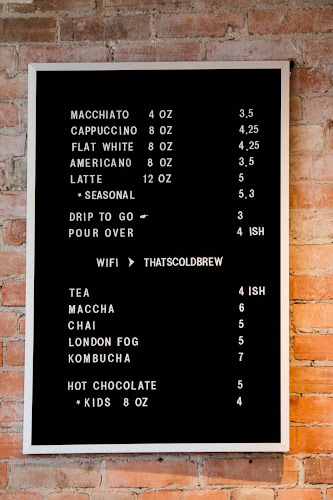 MACCHIATO 4 OZ 3,5
CAPPUCCINO 8 OZ 4,25
FLAT WHITE 8 OZ 4,25
AMERICANO 8 OZ 3,5
LATTE 12 OZ 5
* SEASONAL 5,3
DRIP TO GO ☛ 3
POUR OVER 4 ISH
WIFI > THATSCOLDBREW
TEA 4 ISH
MACCHA 6
CHAI 5
LONDON FOG 5
KOMBUCHA 7
HOT CHOCOLATE 5
* KIDS 8 OZ 4